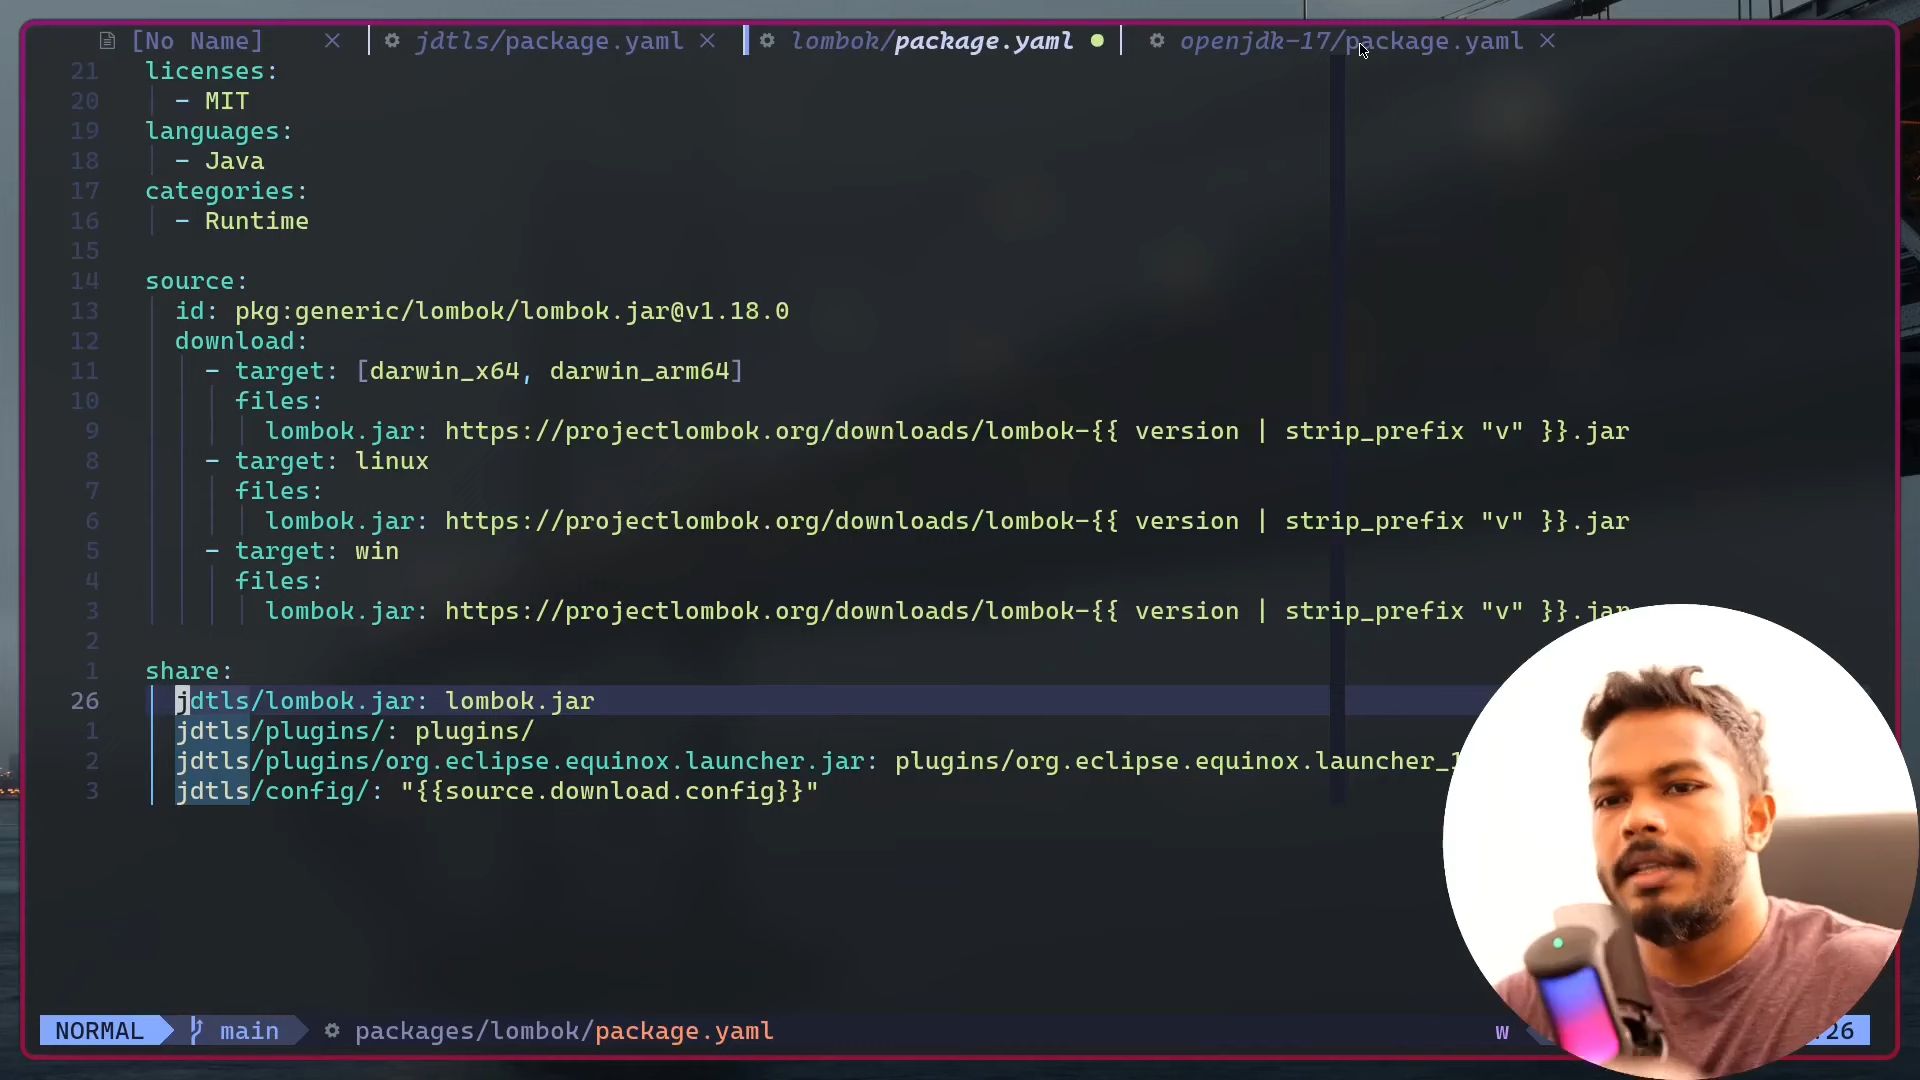 [No Name] jdtls/package.yaml lombok/package.yaml openjdk-17/package.yaml
21 licenses:
20 - MIT
19 languages:
18 - Java
17 categories:
16 - Runtime
15
14 source:
13 id: pkg:generic/lombok/lombok.jar@v1.18.0
12 download:
11 - target: [darwin_x64, darwin_arm64]
10 files:
9 lombok.jar: https://projectlombok.org/downloads/lombok-{{ version | strip_prefix "v" }}.jar
8 - target: linux
7 files:
6 lombok.jar: https://projectlombok.org/downloads/lombok-{{ version | strip_prefix "v" }}.jar
5 - target: win
4 files:
3 lombok.jar: https://projectlombok.org/downloads/lombok-{{ version | strip_prefix "v" }}.jar
2
1 share:
26 jdtls/lombok.jar: lombok.jar
1 jdtls/plugins/: plugins/
2 jdtls/plugins/org.eclipse.equinox.launcher.jar: plugins/org.eclipse.equinox.launcher_
3 jdtls/config/: "{{source.download.config}}"
NORMAL main packages/lombok/package.yaml w 26